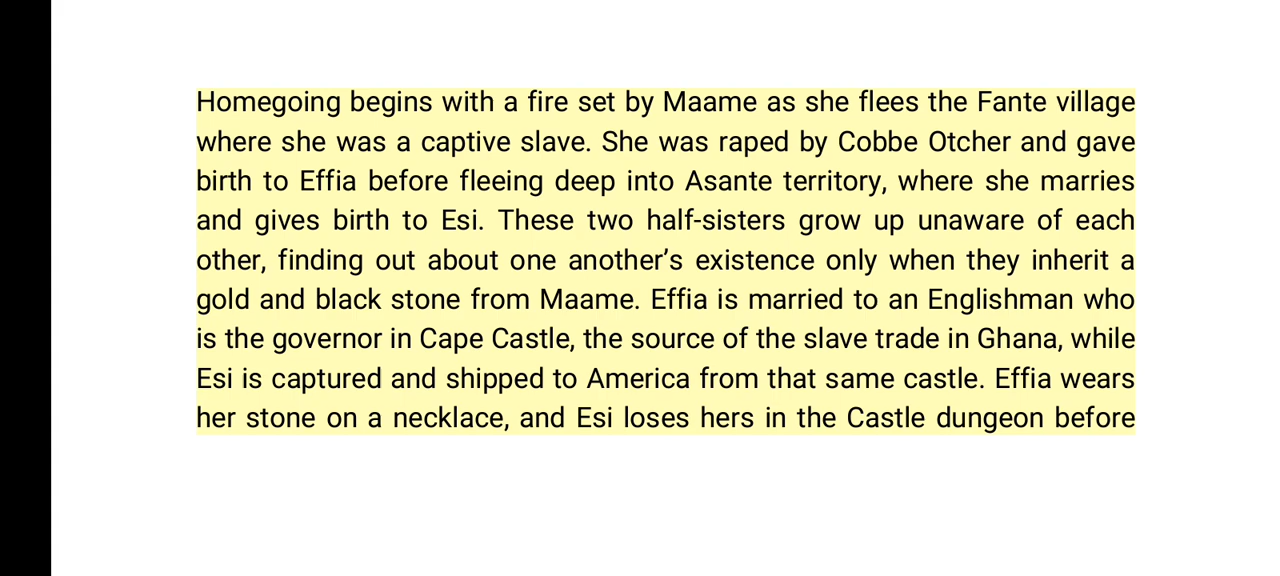 Homegoing begins with a fire set by Maame as she flees the Fante village
where she was a captive slave. She was raped by Cobbe Otcher and gave
birth to Effia before fleeing deep into Asante territory, where she marries
and gives birth to Esi. These two half-sisters grow up unaware of each
other, finding out about one another’s existence only when they inherit a
gold and black stone from Maame. Effia is married to an Englishman who
is the governor in Cape Castle, the source of the slave trade in Ghana, while
Esi is captured and shipped to America from that same castle. Effia wears
her stone on a necklace, and Esi loses hers in the Castle dungeon before